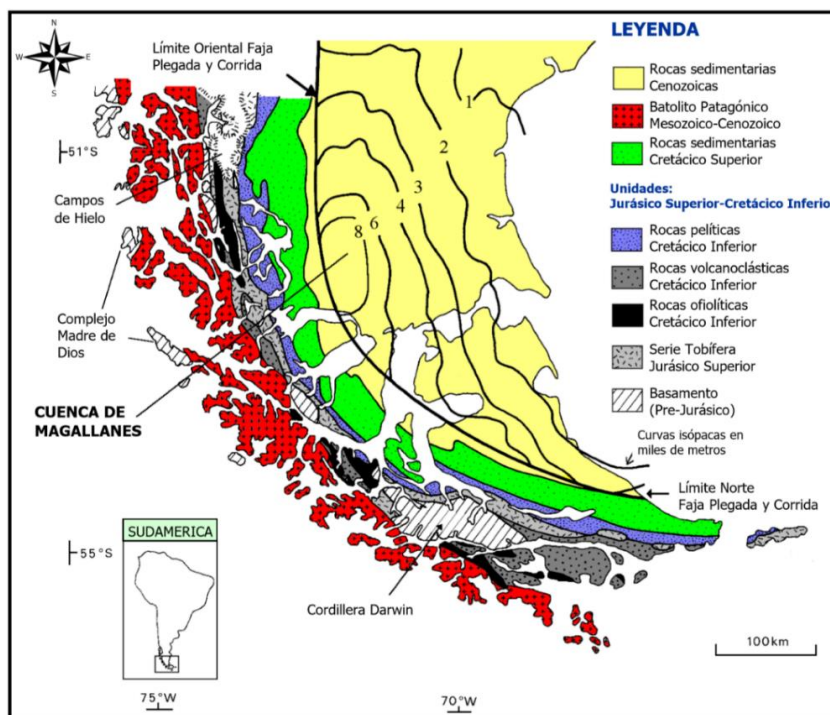 N
W
E
S
Límite Oriental Faja
Plegada y Corrida
51°S
Campos
de Hielo
Complejo
Madre de
Dios
CUENCA DE
MAGALLANES
1
2
3
4
6
8
LEYENDA
Rocas sedimentarias
Cenozoicas
Batolito Patagónico
Mesozoico-Cenozoico
Rocas sedimentarias
Cretácico Superior
Unidades:
Jurásico Superior-Cretácico Inferior
Rocas pelíticas
Cretácico Inferior
Rocas volcanoclásticas
Cretácico Inferior
Rocas ofiolíticas
Cretácico Inferior
Serie Tobífera
Jurásico Superior
Basamento
(Pre-Jurásico)
Curvas isópacas en
miles de metros
Límite Norte
Faja Plegada y Corrida
SUDAMERICA
55°S
Cordillera Darwin
100km
75°W
70°W